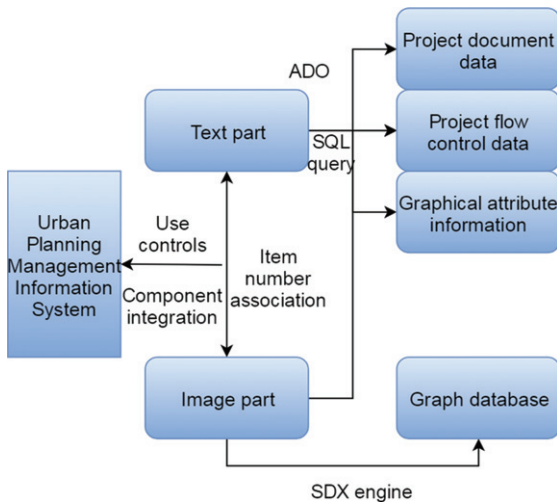 Project document
data
ADO
Text part
SQL
query
Project flow
control data
Graphical attribute
information
Urban
Planning
Management
Information
System
Use
controls
Component
integration
Item
number
association
Image part
Graph database
SDX engine